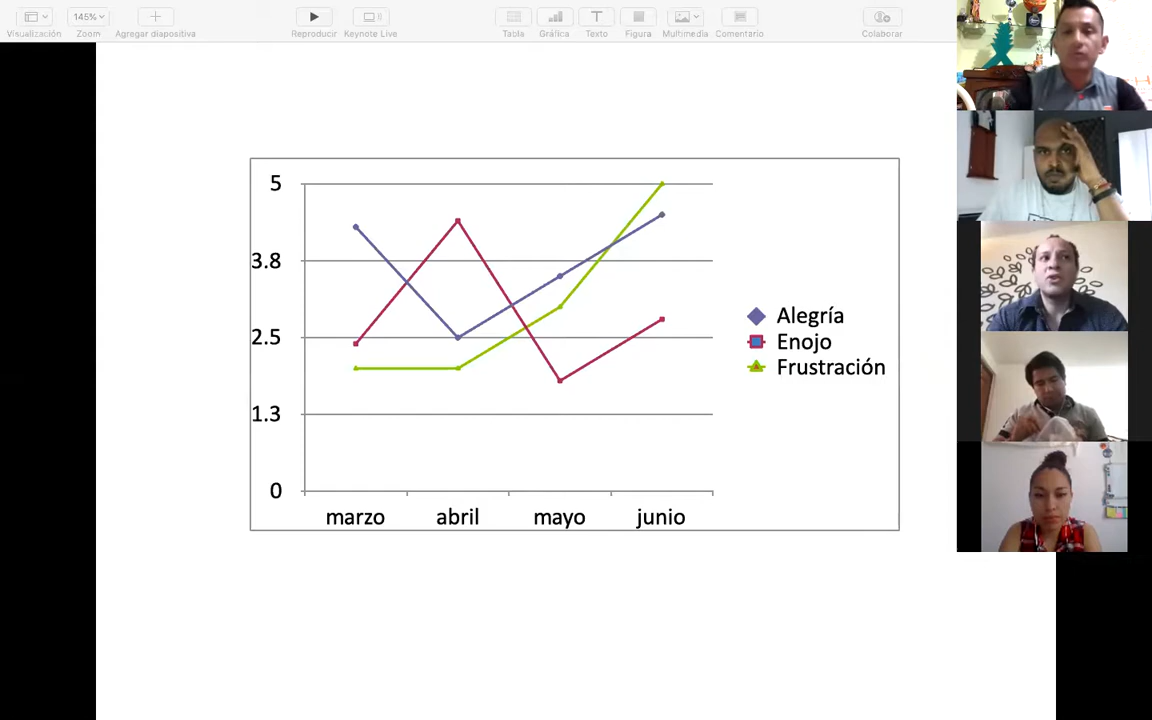 Visualización
145%
Zoom
Agregar diapositiva
Reproducir
Keynote Live
Tabla
Gráfica
Texto
Figura
Multimedia
Comentario
Colaborar
5
3.8
2.5
1.3
0
marzo abril mayo junio
Alegría
Enojo
Frustración